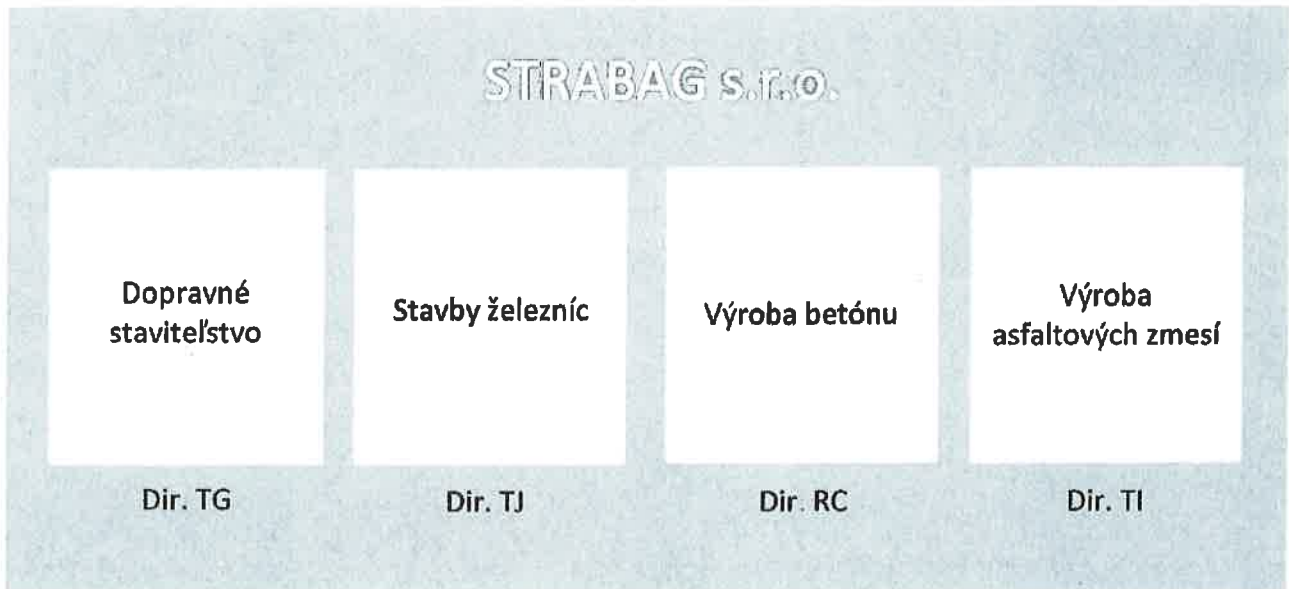 STRABAG s.r.o.
Dopravné
staviteľstvo
Stavby železníc
Výroba betónu
Výroba
asfaltových zmesí
Dir. TG
Dir. TJ
Dir. RC
Dir. TI